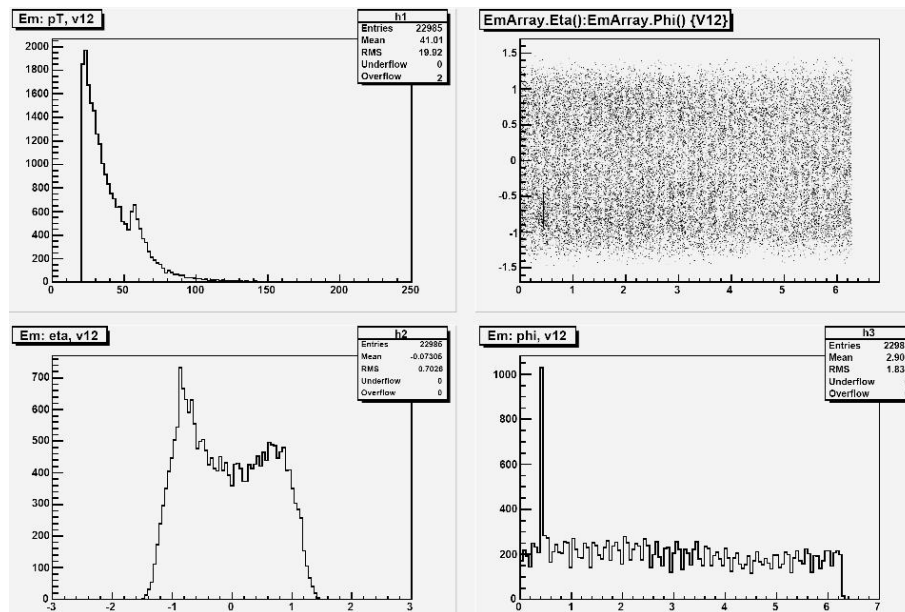 Em: pT, v12
h1
Entries 22985
Mean 41.01
RMS 19.92
Underflow 0
Overflow 2
2000
1800
1600
1400
1200
1000
800
600
400
200
0
0 50 100 150 200 250
EmArray.Eta():EmArray.Phi() {V12}
1.5
1
0.5
0
-0.5
-1
-1.5
0 1 2 3 4 5 6
Em: eta, v12
h2
Entries 22985
Mean -0.07305
RMS 0.7026
Underflow 0
Overflow 0
700
600
500
400
300
200
100
0
-3 -2 -1 0 1 2 3
Em: phi, v12
h3
Entries 2298
Mean 2.90
RMS 1.83
Underflow
Overflow
1000
800
600
400
200
0
0 1 2 3 4 5 6 7